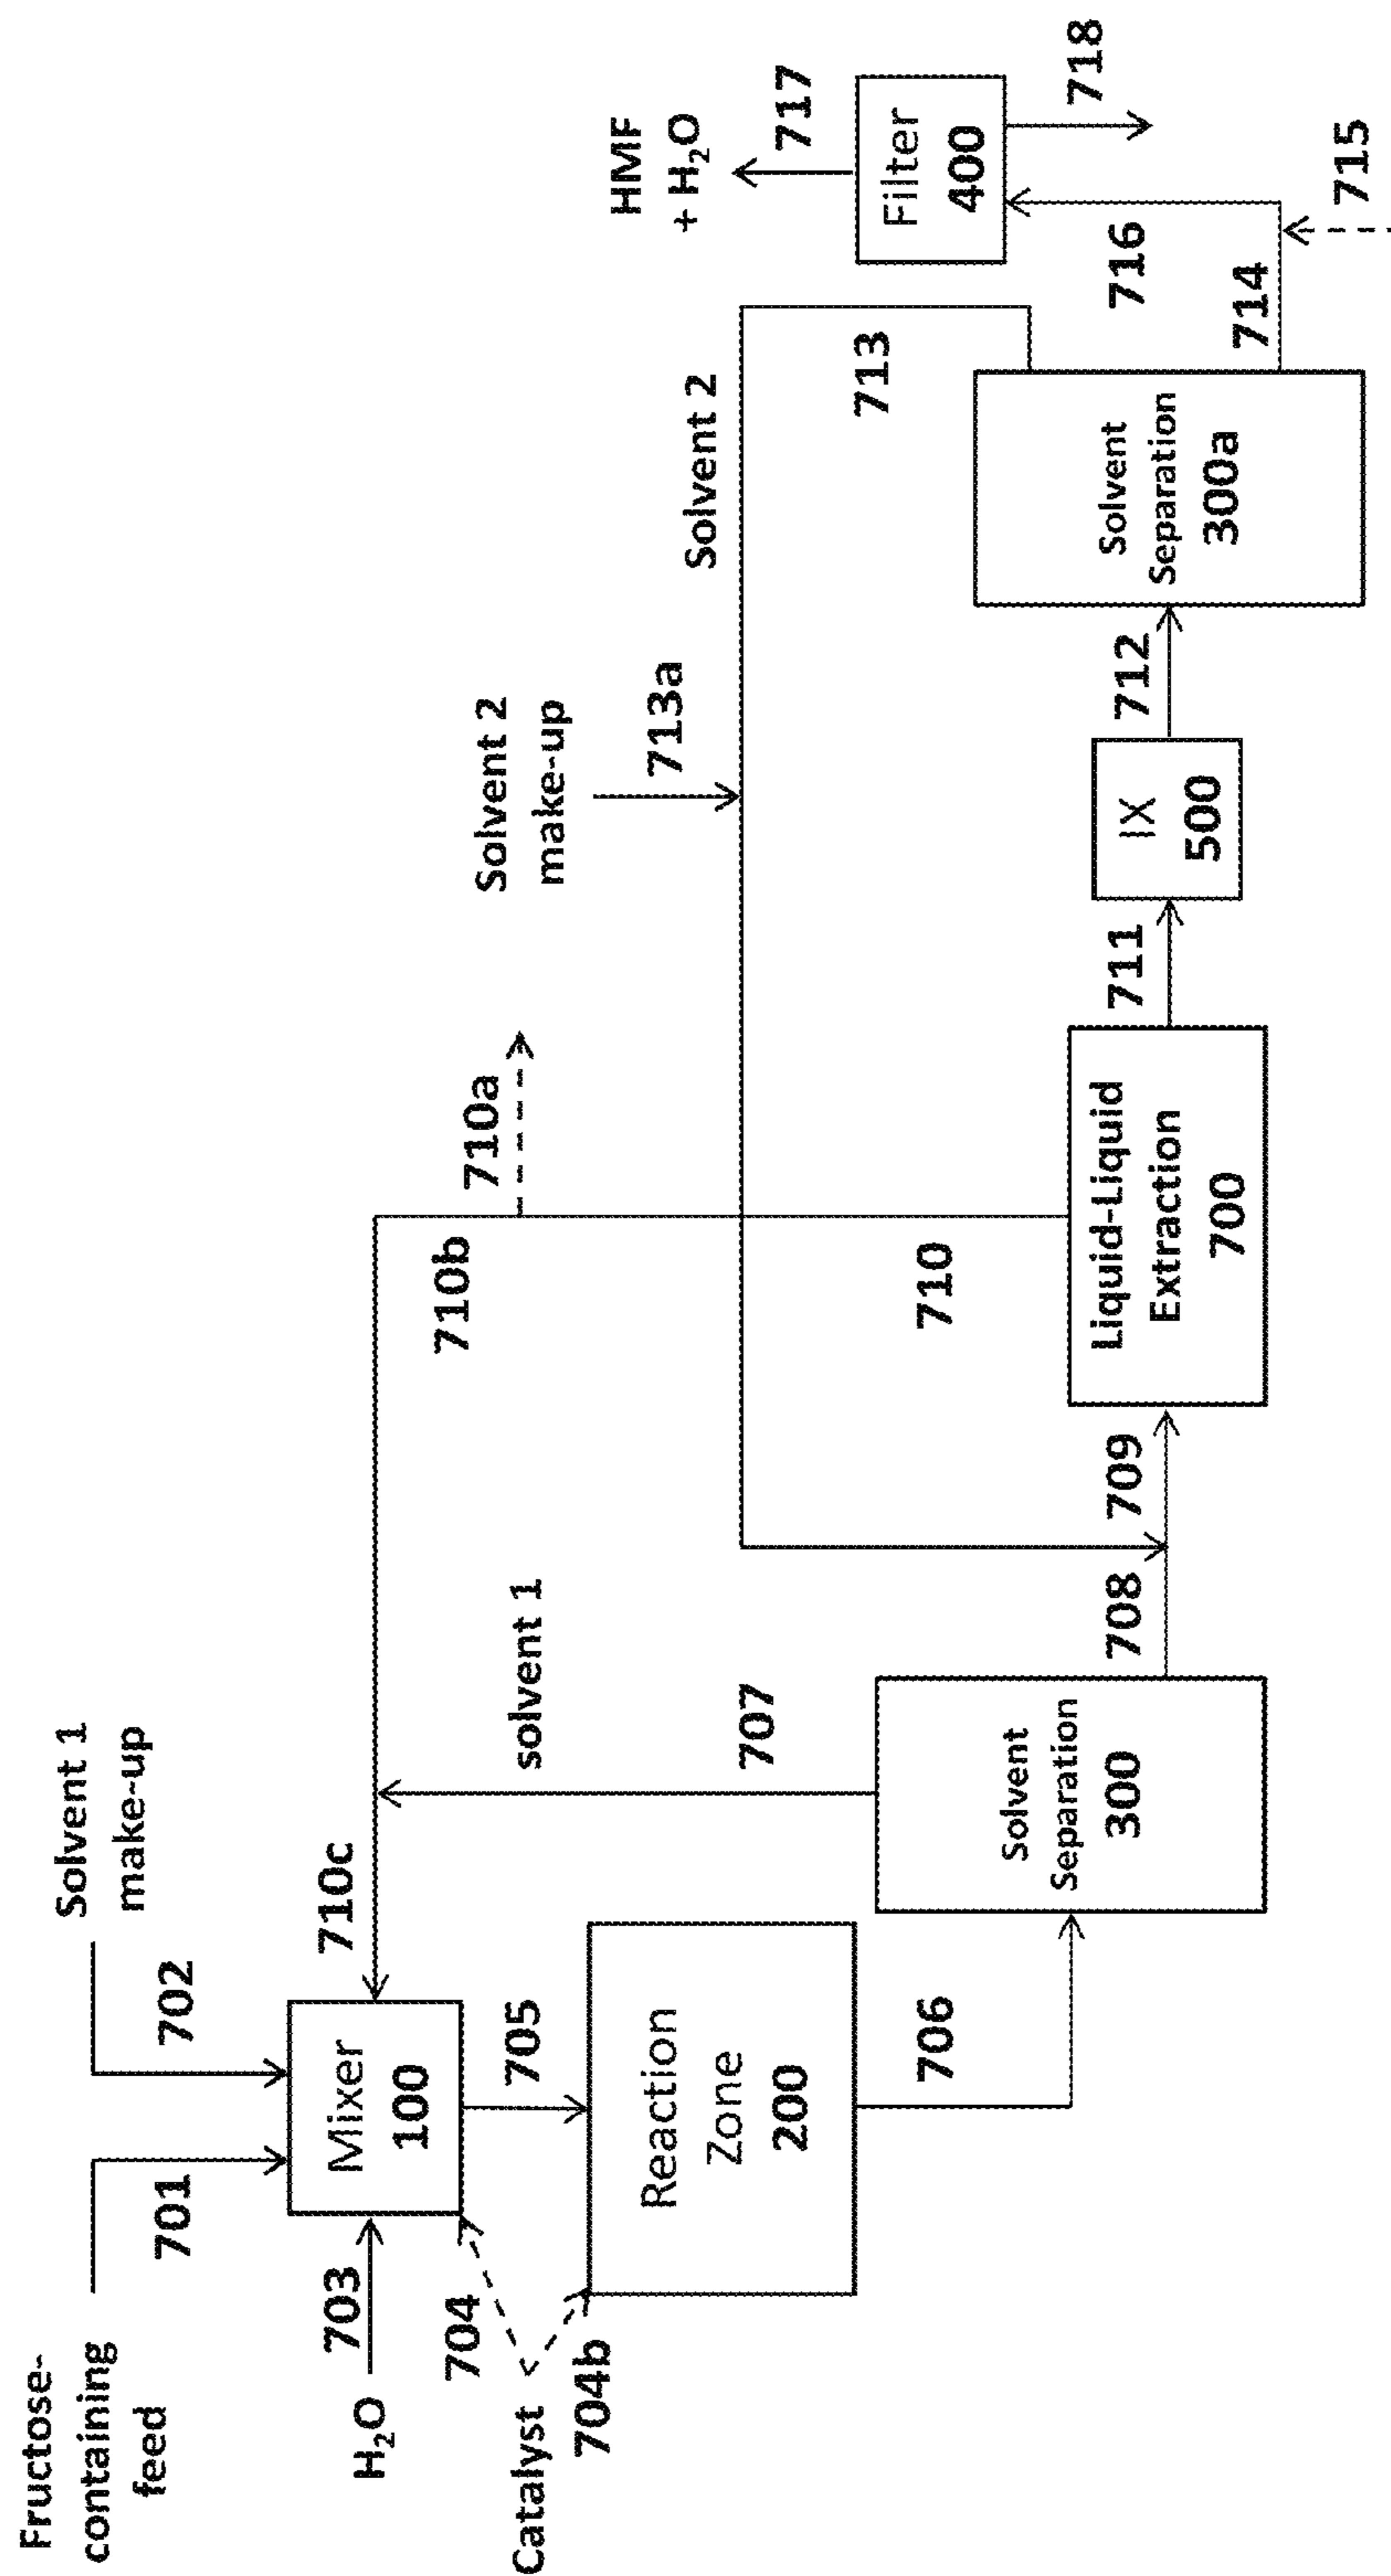 Fructose-
containing
feed
701
Solvent 1
make-up
702
H₂O
703
Mixer
100
704
Catalyst
704b
705
Reaction
Zone
200
706
Solvent
Separation
300
707
solvent 1
710c
708
709
Liquid-Liquid
Extraction
700
710
710b
710a
711
IX
500
712
Solvent
Separation
300a
713
Solvent 2
Solvent 2
make-up
713a
714
715
716
Filter
400
717
HMF
+ H₂O
718